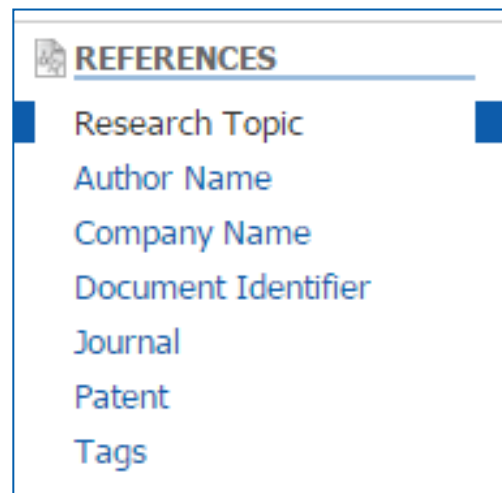 REFERENCES
Research Topic
Author Name
Company Name
Document Identifier
Journal
Patent
Tags